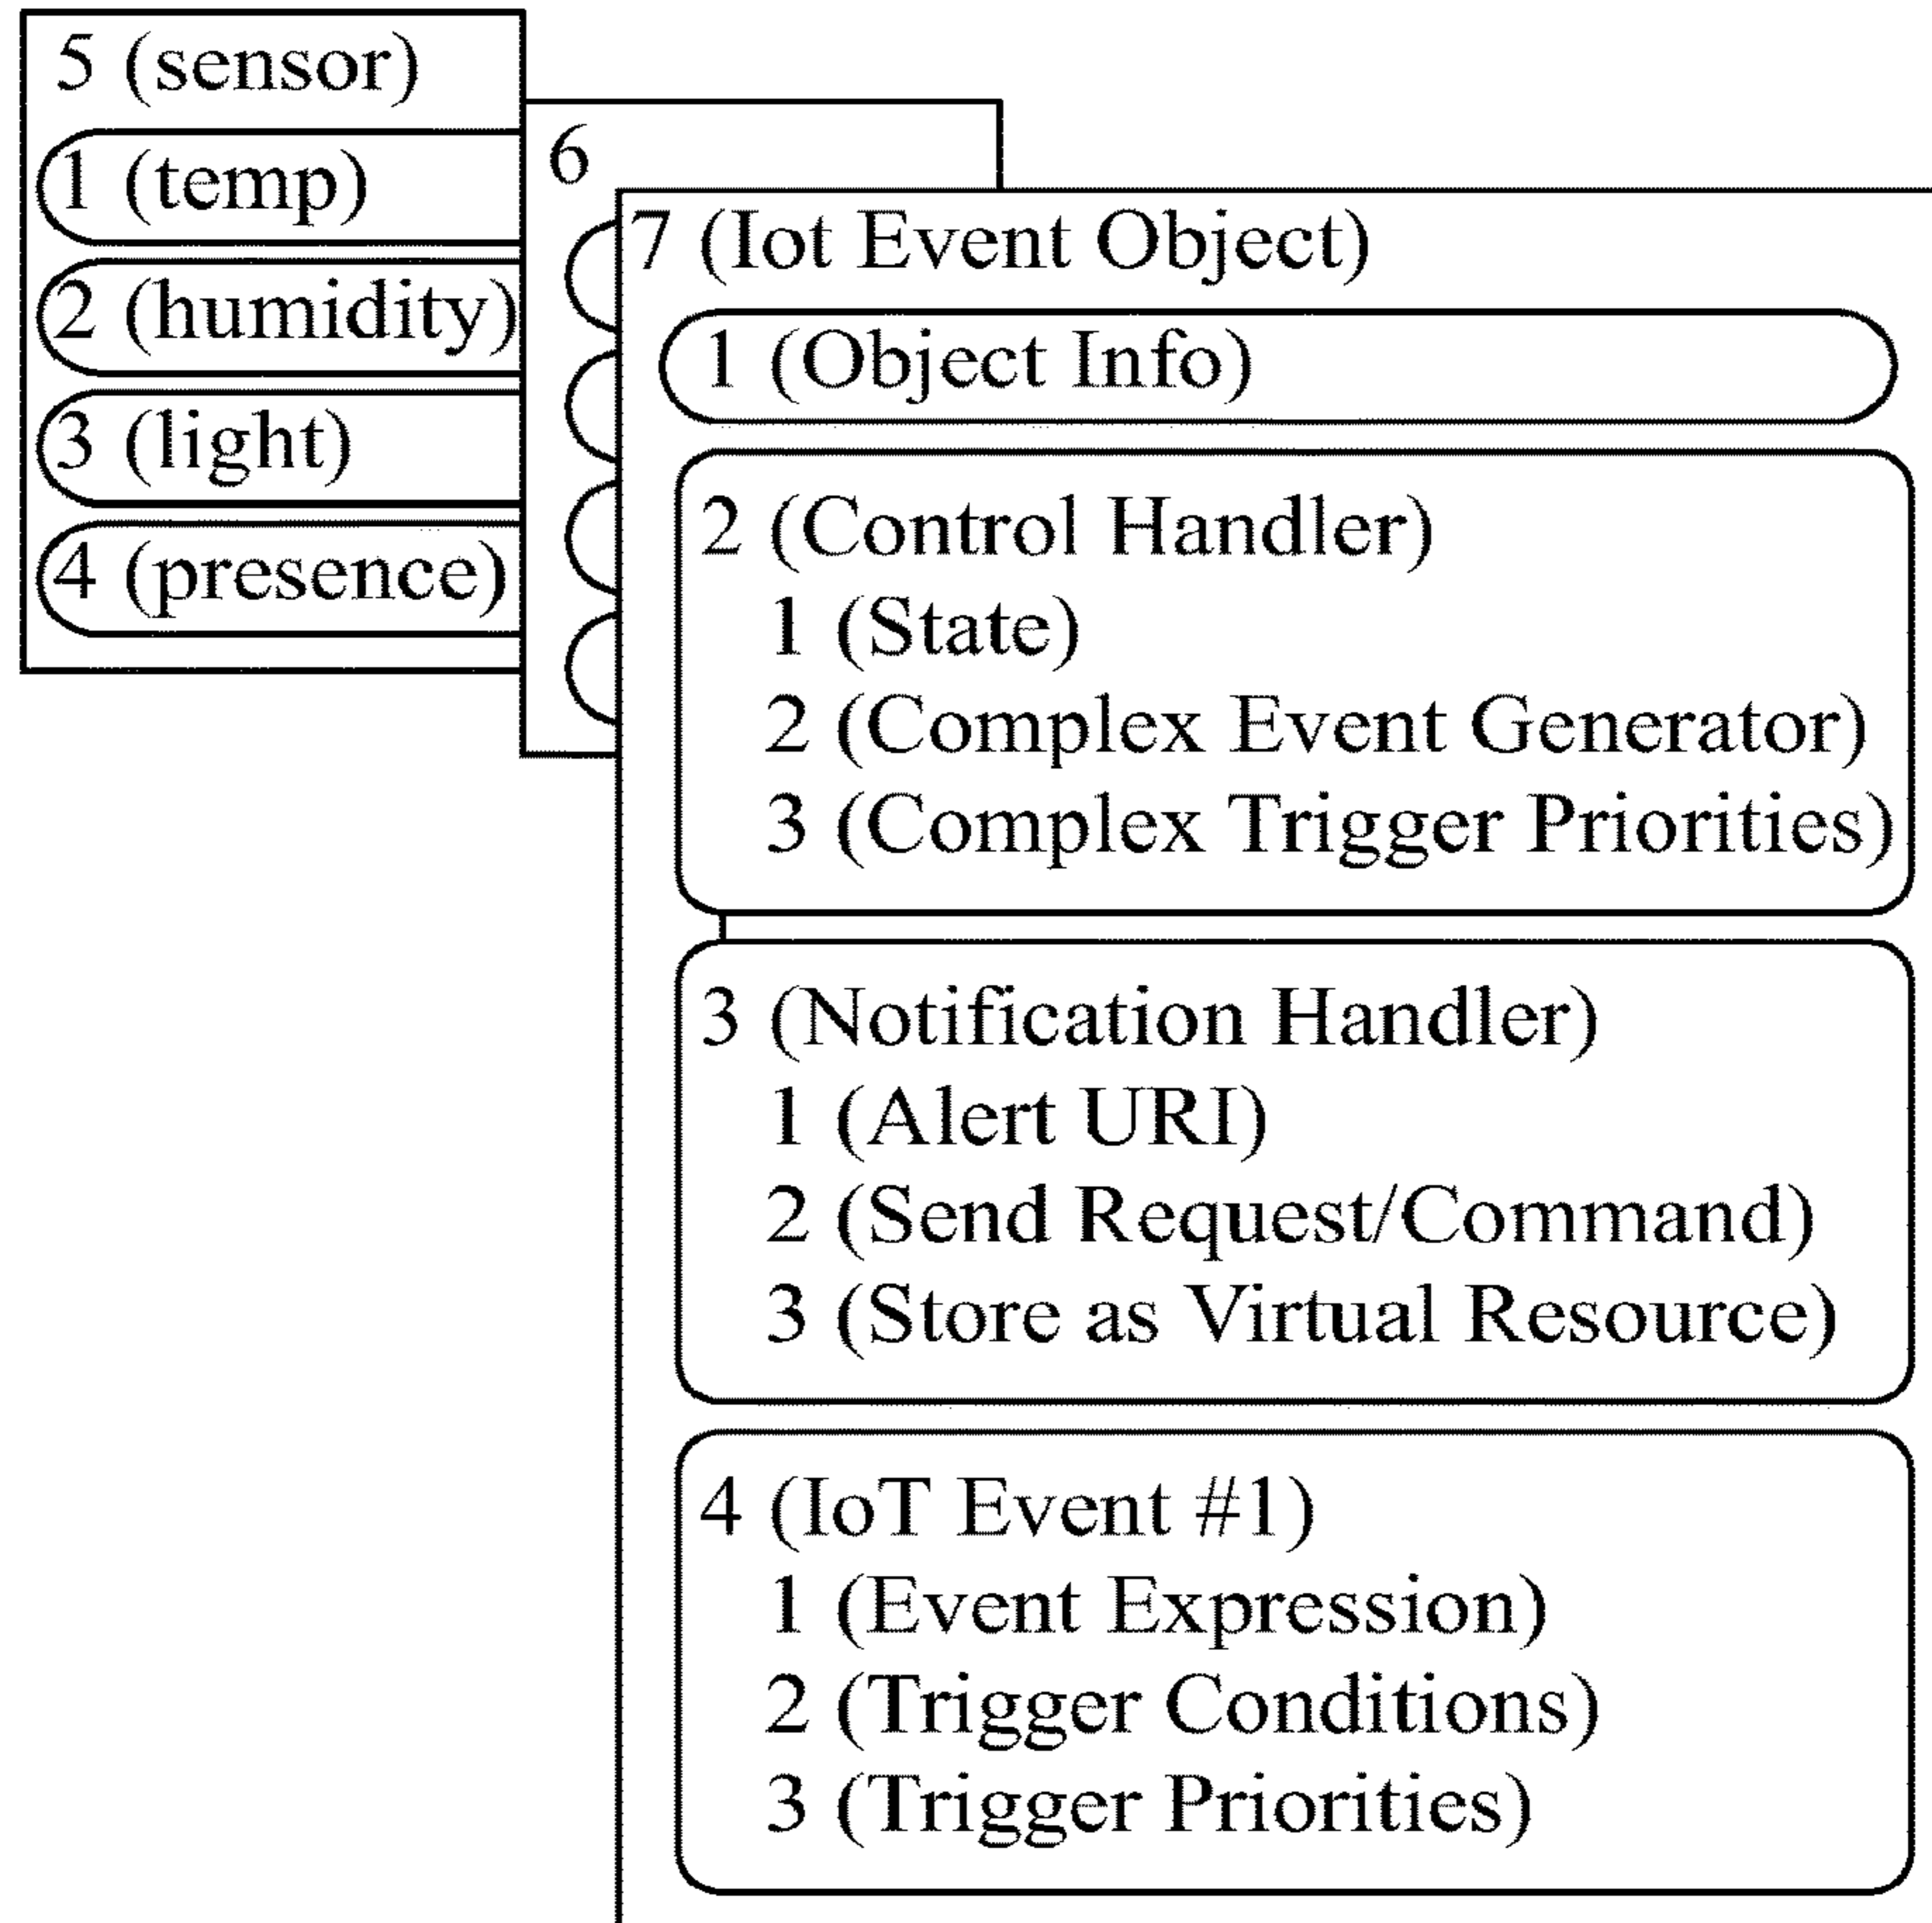 5 (sensor)
1 (temp)
2 (humidity)
3 (light)
4 (presence)
6
7 (Iot Event Object)
1 (Object Info)
2 (Control Handler)
1 (State)
2 (Complex Event Generator)
3 (Complex Trigger Priorities)
3 (Notification Handler)
1 (Alert URI)
2 (Send Request/Command)
3 (Store as Virtual Resource)
4 (IoT Event #1)
1 (Event Expression)
2 (Trigger Conditions)
3 (Trigger Priorities)